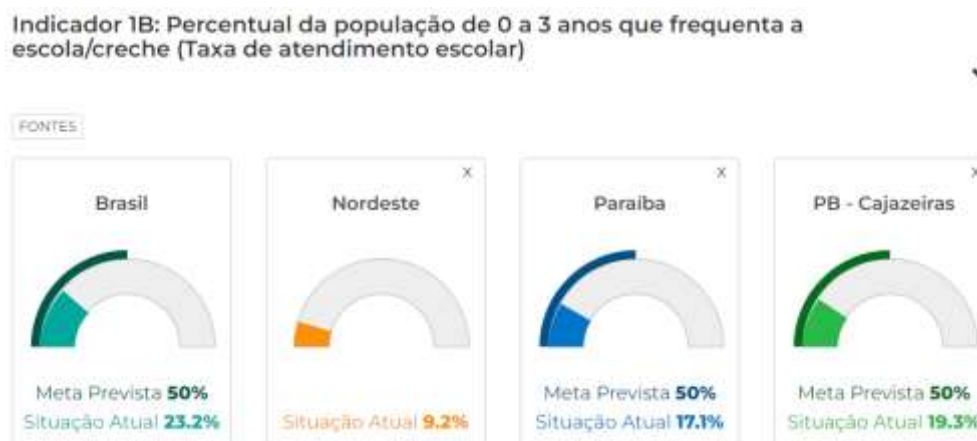 Indicador 1B: Percentual da população de 0 a 3 anos que frequenta a
escola/creche (Taxa de atendimento escolar)
FONTES
Brasil
Meta Prevista 50%
Situação Atual 23.2%
X
Nordeste
Situação Atual 9.2%
X
Paraíba
Meta Prevista 50%
Situação Atual 17.1%
X
PB - Cajazeiras
Meta Prevista 50%
Situação Atual 19.3%